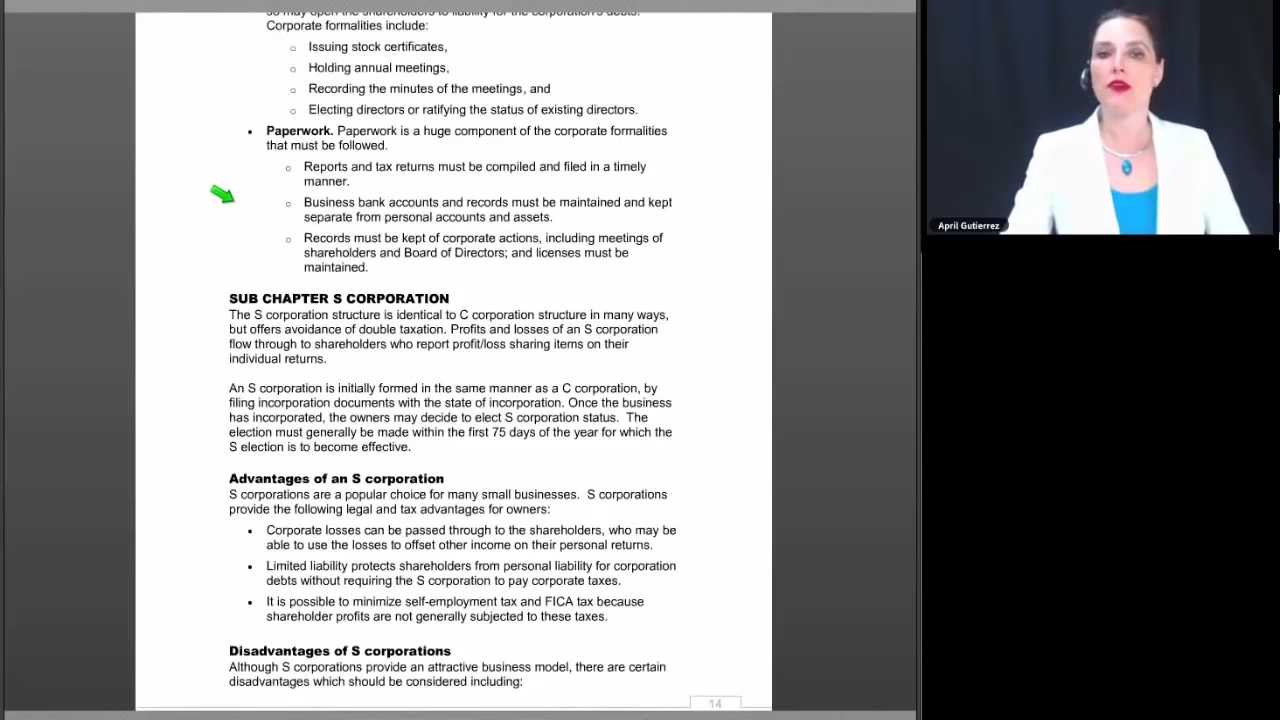 so may open the shareholders to liability for the corporation's debts.
Corporate formalities include:
o Issuing stock certificates,
o Holding annual meetings,
o Recording the minutes of the meetings, and
o Electing directors or ratifying the status of existing directors.
• Paperwork. Paperwork is a huge component of the corporate formalities
that must be followed.
o Reports and tax returns must be compiled and filed in a timely
manner.
o Business bank accounts and records must be maintained and kept
separate from personal accounts and assets.
o Records must be kept of corporate actions, including meetings of
shareholders and Board of Directors; and licenses must be
maintained.
SUB CHAPTER S CORPORATION
The S corporation structure is identical to C corporation structure in many ways,
but offers avoidance of double taxation. Profits and losses of an S corporation
flow through to shareholders who report profit/loss sharing items on their
individual returns.
An S corporation is initially formed in the same manner as a C corporation, by
filing incorporation documents with the state of incorporation. Once the business
has incorporated, the owners may decide to elect S corporation status. The
election must generally be made within the first 75 days of the year for which the
S election is to become effective.
Advantages of an S corporation
S corporations are a popular choice for many small businesses. S corporations
provide the following legal and tax advantages for owners:
• Corporate losses can be passed through to the shareholders, who may be
able to use the losses to offset other income on their personal returns.
• Limited liability protects shareholders from personal liability for corporation
debts without requiring the S corporation to pay corporate taxes.
• It is possible to minimize self-employment tax and FICA tax because
shareholder profits are not generally subjected to these taxes.
Disadvantages of S corporations
Although S corporations provide an attractive business model, there are certain
disadvantages which should be considered including:
14
April Gutierrez